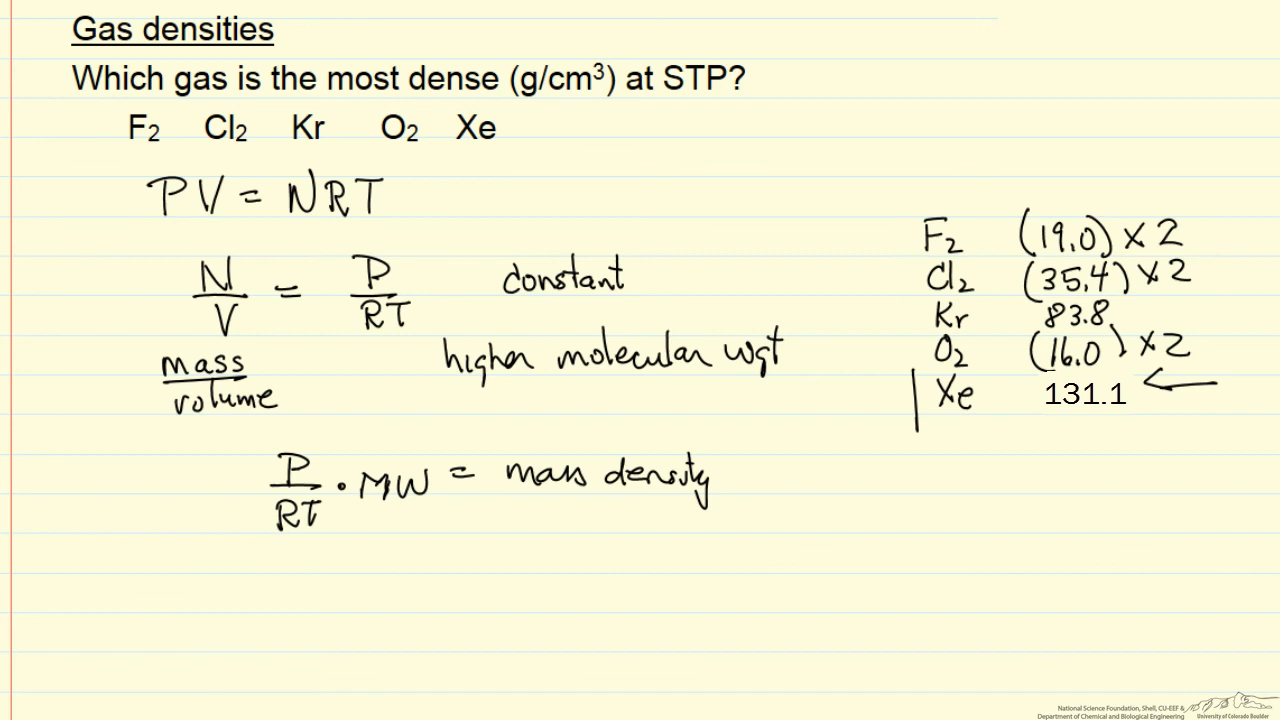 Gas densities
Which gas is the most dense (g/cm³) at STP?
F₂ Cl₂ Kr O₂ Xe
PV = NRT
N/V = P/RT constant
mass/volume higher molecular wgt
P/RT · MW = mass density
F₂ (19.0) × 2
Cl₂ (35.4) × 2
Kr 83.8
O₂ (16.0) × 2
Xe 131.1 ←
National Science Foundation, Shell, CU-EEF &
Department of Chemical and Biological Engineering
University of Colorado Boulder